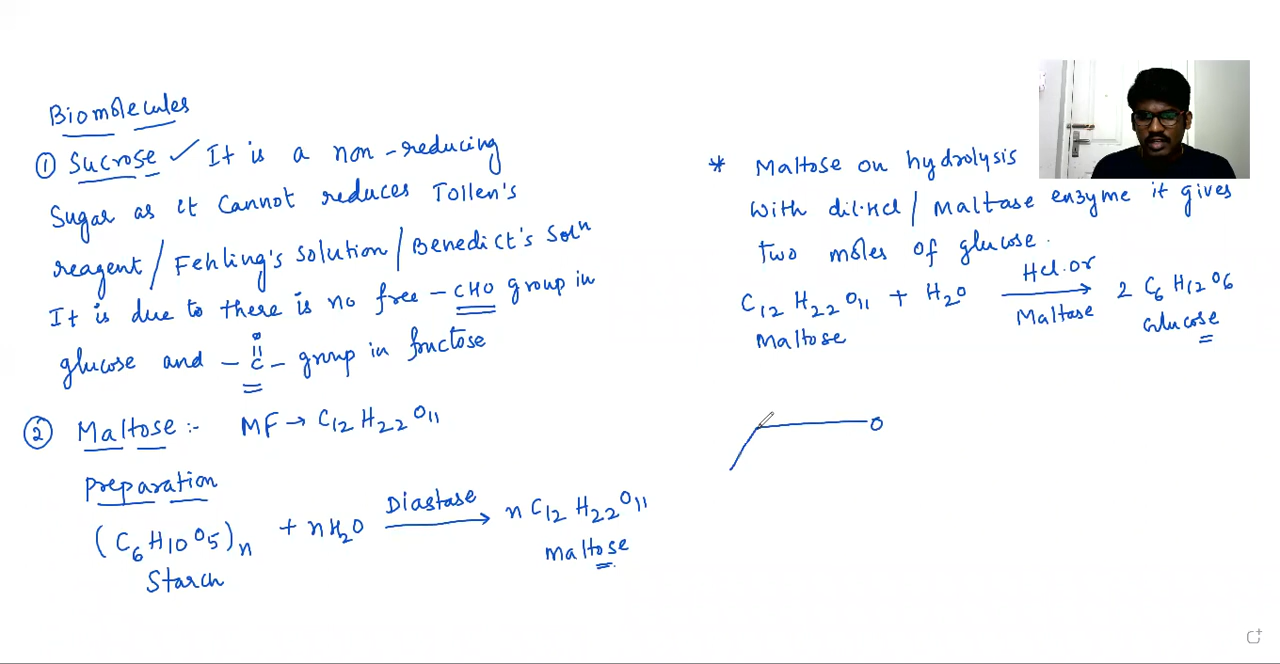 Biomolecules
① Sucrose ✓ It is a non-reducing
Sugar as it Cannot reduces Tollen's
reagent / Fehling's solution / Benedict's Solⁿ
It is due to there is no free -CHO group in
glucose and -C- group in fructose
O
② Maltose :- MF → C12 H22 O11
Preparation
(C6 H10 O5)n + nH2O Diastase → n C12 H22 O11
Starch Maltose
* Maltose on hydrolysis
with dil.Hcl / Maltase enzyme it gives
two moles of glucose.
C12 H22 O11 + H2O Hcl or → 2 C6 H12 O6
Maltose Maltase Glucose
O